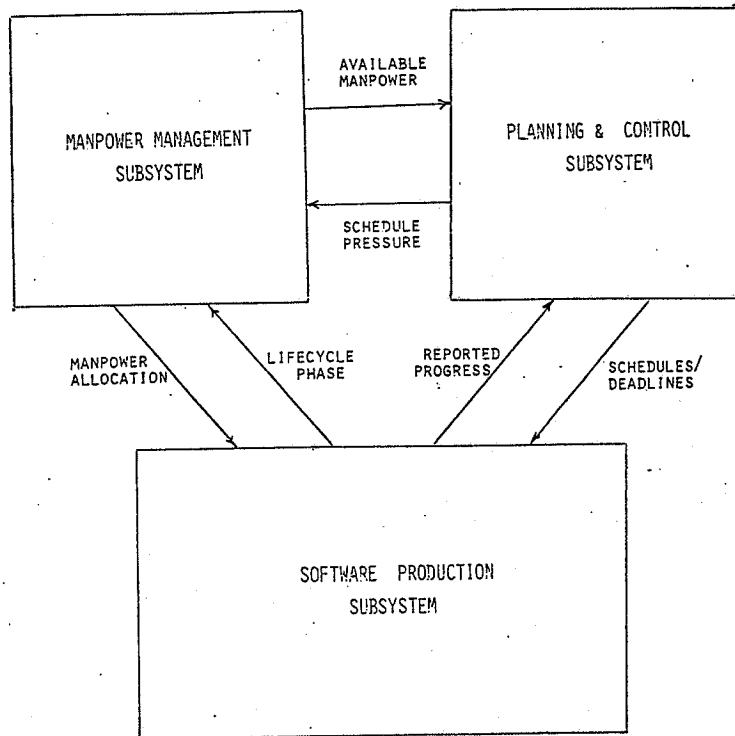 AVAILABLE
MANPOWER
MANPOWER MANAGEMENT
SUBSYSTEM
PLANNING & CONTROL
SUBSYSTEM
SCHEDULE
PRESSURE
MANPOWER
ALLOCATION
LIFECYCLE
PHASE
REPORTED
PROGRESS
SCHEDULES/
DEADLINES
SOFTWARE PRODUCTION
SUBSYSTEM